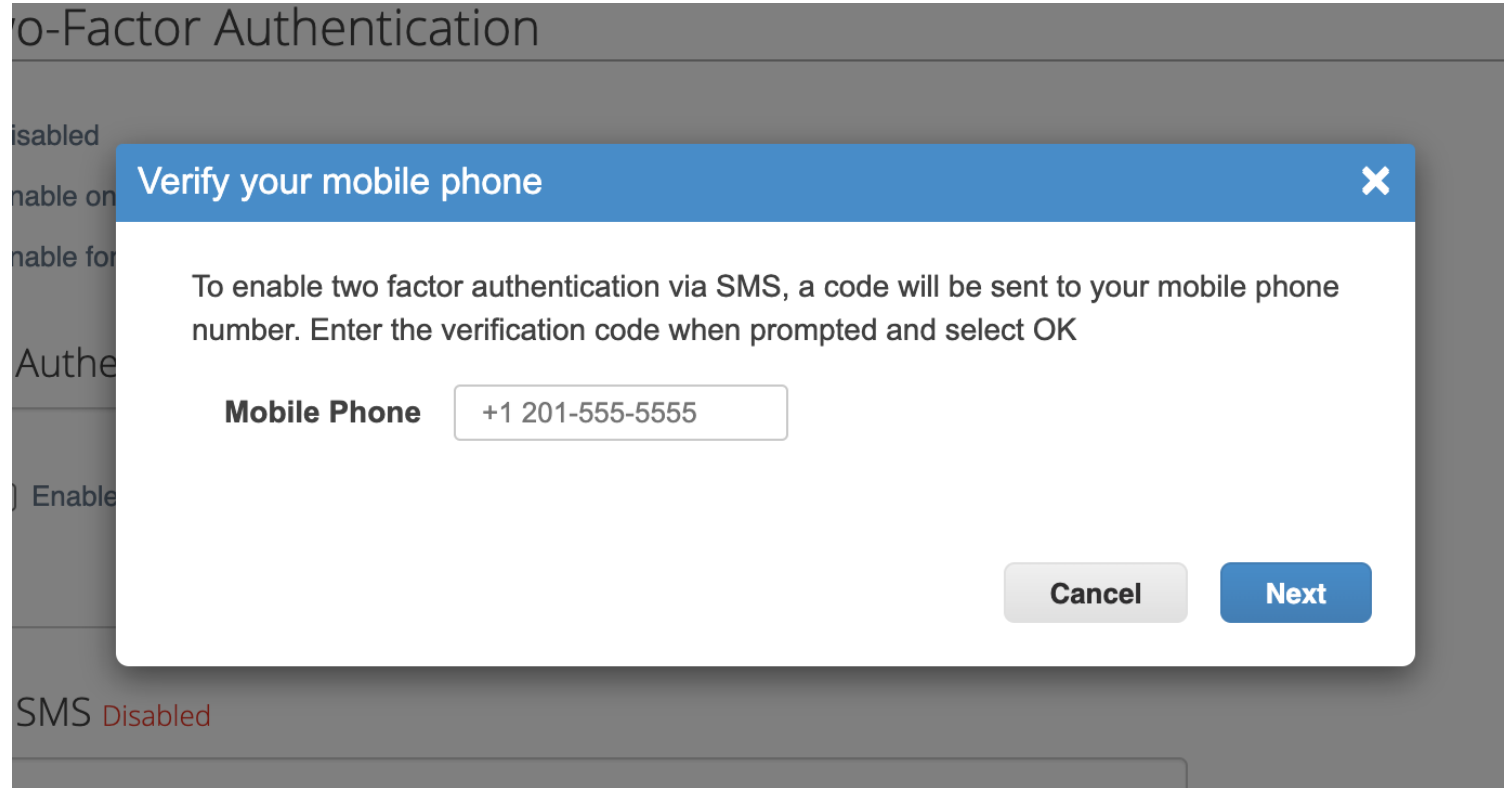 o-Factor Authentication
isabled
nable on
nable for
Verify your mobile phone
To enable two factor authentication via SMS, a code will be sent to your mobile phone
number. Enter the verification code when prompted and select OK
Authe
Mobile Phone +1 201-555-5555
Enable
Cancel Next
SMS Disabled